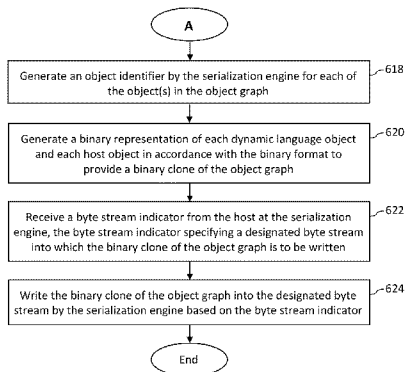 A
Generate an object identifier by the serialization engine for each of
the object(s) in the object graph
618
Generate a binary representation of each dynamic language object
and each host object in accordance with the binary format to
provide a binary clone of the object graph
620
Receive a byte stream indicator from the host at the serialization
engine, the byte stream indicator specifying a designated byte stream
into which the binary clone of the object graph is to be written
622
Write the binary clone of the object graph into the designated byte
stream by the serialization engine based on the byte stream indicator
624
End